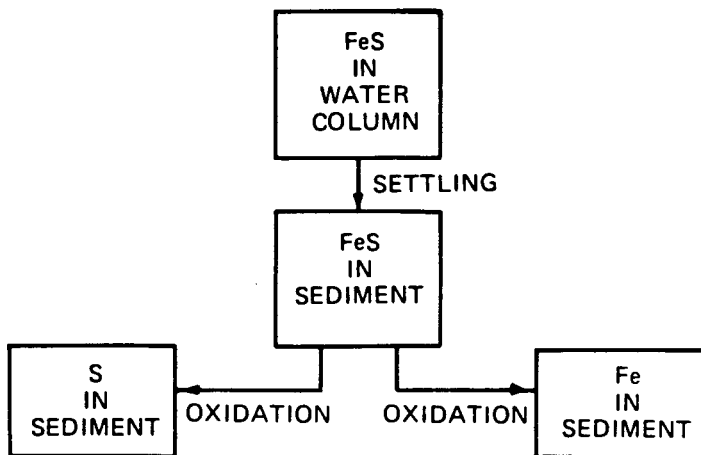 FeS
IN
WATER
COLUMN
SETTLING
FeS
IN
SEDIMENT
S
IN
SEDIMENT
OXIDATION
OXIDATION
Fe
IN
SEDIMENT